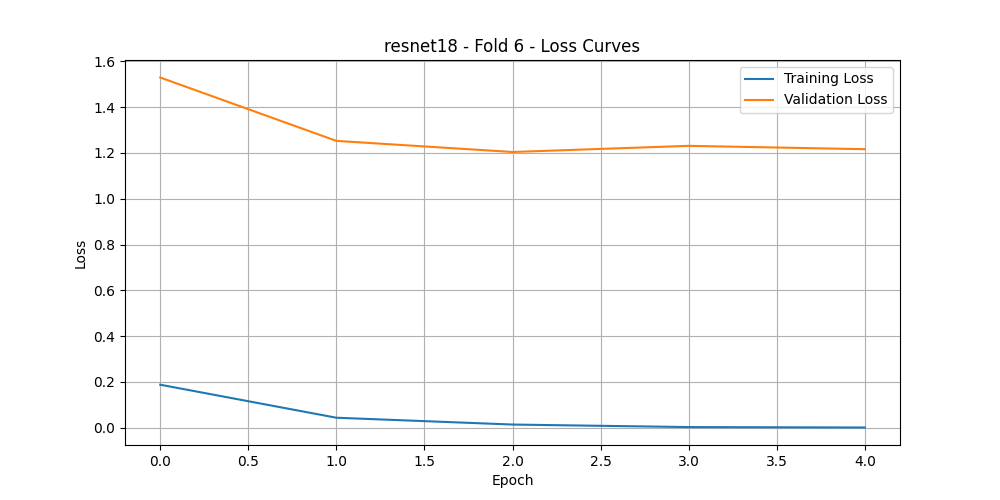 resnet18 - Fold 6 - Loss Curves
Training Loss
Validation Loss
1.6
1.4
1.2
1.0
0.8
0.6
0.4
0.2
0.0
Loss
0.0 0.5 1.0 1.5 2.0 2.5 3.0 3.5 4.0
Epoch